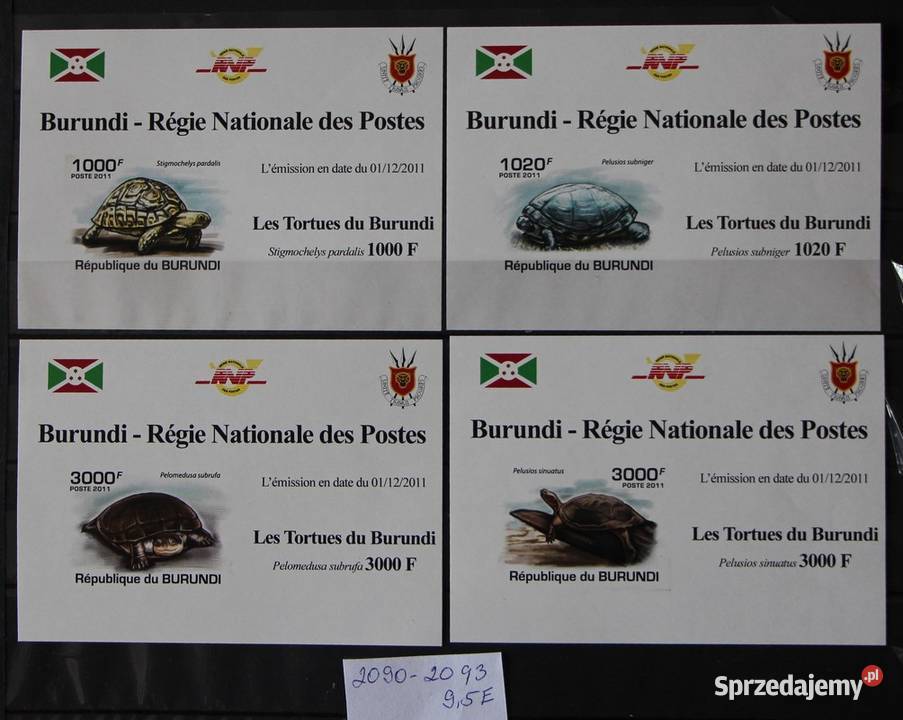 RNP
Burundi - Régie Nationale des Postes
1000F
POSTE 2011
Stigmochelys pardalis
L'émission en date du 01/12/2011
Les Tortues du Burundi
Stigmochelys pardalis 1000 F
République du BURUNDI
RNP
Burundi - Régie Nationale des Postes
1020F
POSTE 2011
Pelusios subniger
L'émission en date du 01/12/2011
Les Tortues du Burundi
Pelusios subniger 1020 F
République du BURUNDI
RNP
Burundi - Régie Nationale des Postes
3000F
POSTE 2011
Pelomedusa subrufa
L'émission en date du 01/12/2011
Les Tortues du Burundi
Pelomedusa subrufa 3000 F
République du BURUNDI
RNP
Burundi - Régie Nationale des Postes
Pelusios sinuatus
3000F
POSTE 2011
L'émission en date du 01/12/2011
Les Tortues du Burundi
Pelusios sinuatus 3000 F
République du BURUNDI
2090-2093
9,5E
Sprzedajemy.pl